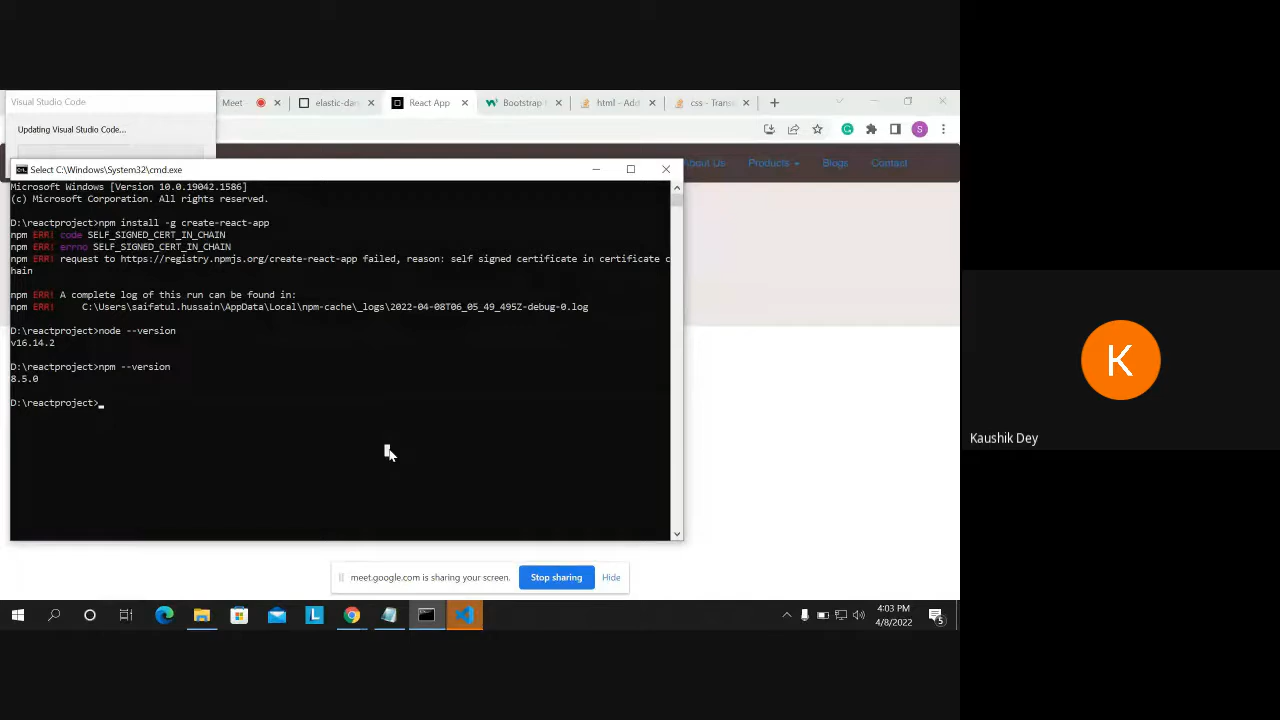 Visual Studio Code
Meet
elastic-dar
React App
Bootstrap
html - Add
css - Trans
Updating Visual Studio Code...
S
About Us
Products
Blogs
Contact
Select C:\Windows\System32\cmd.exe
Microsoft Windows [Version 10.0.19042.1586]
(c) Microsoft Corporation. All rights reserved.
D:\reactproject>npm install -g create-react-app
npm ERR! code SELF_SIGNED_CERT_IN_CHAIN
npm ERR! errno SELF_SIGNED_CERT_IN_CHAIN
npm ERR! request to https://registry.npmjs.org/create-react-app failed, reason: self signed certificate in certificate c
hain
npm ERR! A complete log of this run can be found in:
npm ERR!     C:\Users\saifatul.hussain\AppData\Local\npm-cache\_logs\2022-04-08T06_05_49_495Z-debug-0.log
D:\reactproject>node --version
v16.14.2
D:\reactproject>npm --version
8.5.0
D:\reactproject>
K
Kaushik Dey
meet.google.com is sharing your screen.
Stop sharing
Hide
L
4:03 PM
4/8/2022
5